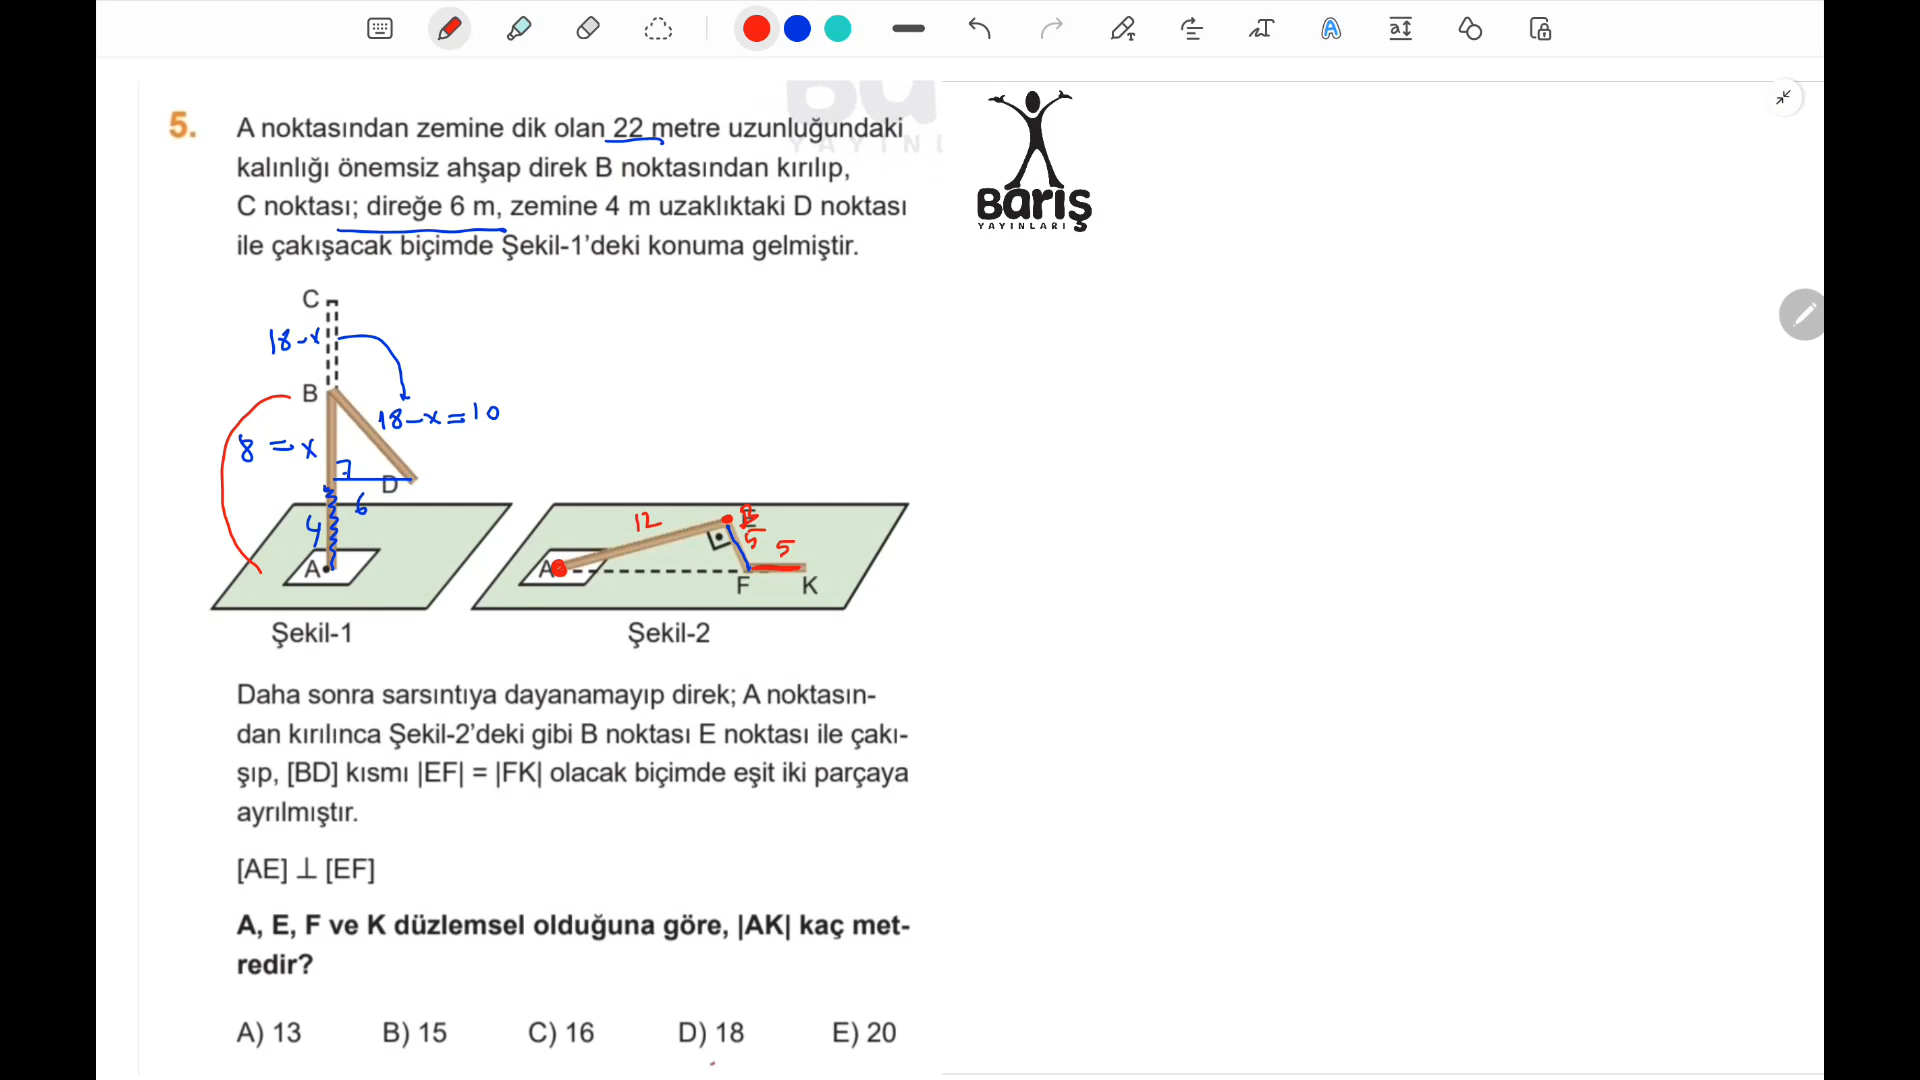 5. A noktasından zemine dik olan 22 metre uzunluğundaki
kalınlığı önemsiz ahşap direk B noktasından kırılıp,
C noktası; direğe 6 m, zemine 4 m uzaklıktaki D noktası
ile çakışacak biçimde Şekil-1’deki konuma gelmiştir.
Barış
YAYINLARI
C
18-x
B
18-x=10
8 = x
D
6
4
A
Şekil-1
12
5
5
A
F
K
Şekil-2
Daha sonra sarsıntıya dayanamayıp direk; A noktasın-
dan kırılınca Şekil-2’deki gibi B noktası E noktası ile çakı-
şıp, [BD] kısmı |EF| = |FK| olacak biçimde eşit iki parçaya
ayrılmıştır.
[AE] ⊥ [EF]
A, E, F ve K düzlemsel olduğuna göre, |AK| kaç met-
redir?
A) 13 B) 15 C) 16 D) 18 E) 20